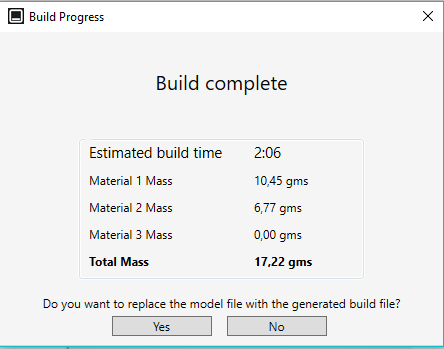 Build Progress
Build complete
Estimated build time 2:06
Material 1 Mass 10,45 gms
Material 2 Mass 6,77 gms
Material 3 Mass 0,00 gms
Total Mass 17,22 gms
Do you want to replace the model file with the generated build file?
Yes No